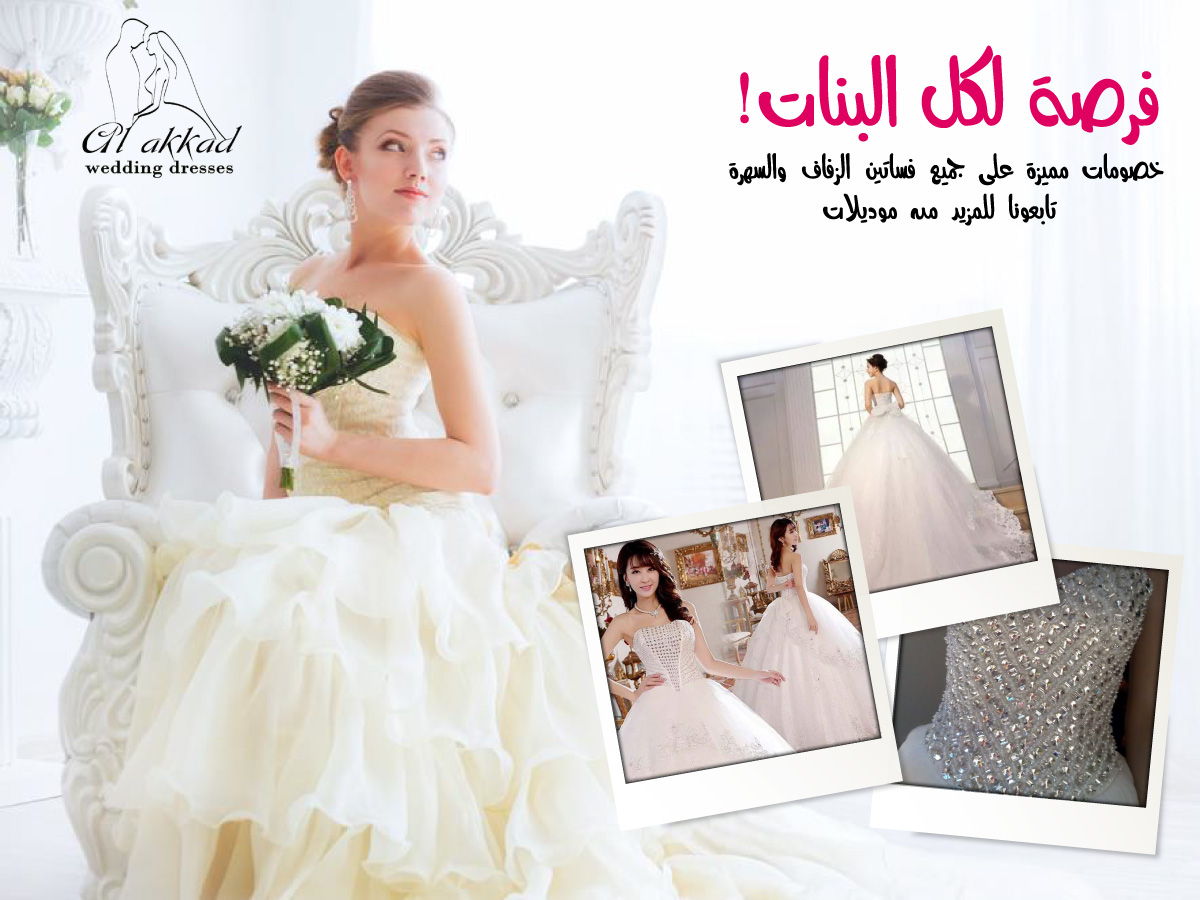 Al akkad
wedding dresses
فرصة لكل البنات!
خصومات مميزة على جميع فساتين الزفاف والسهرة
تابعونا للمزيد من موديلات